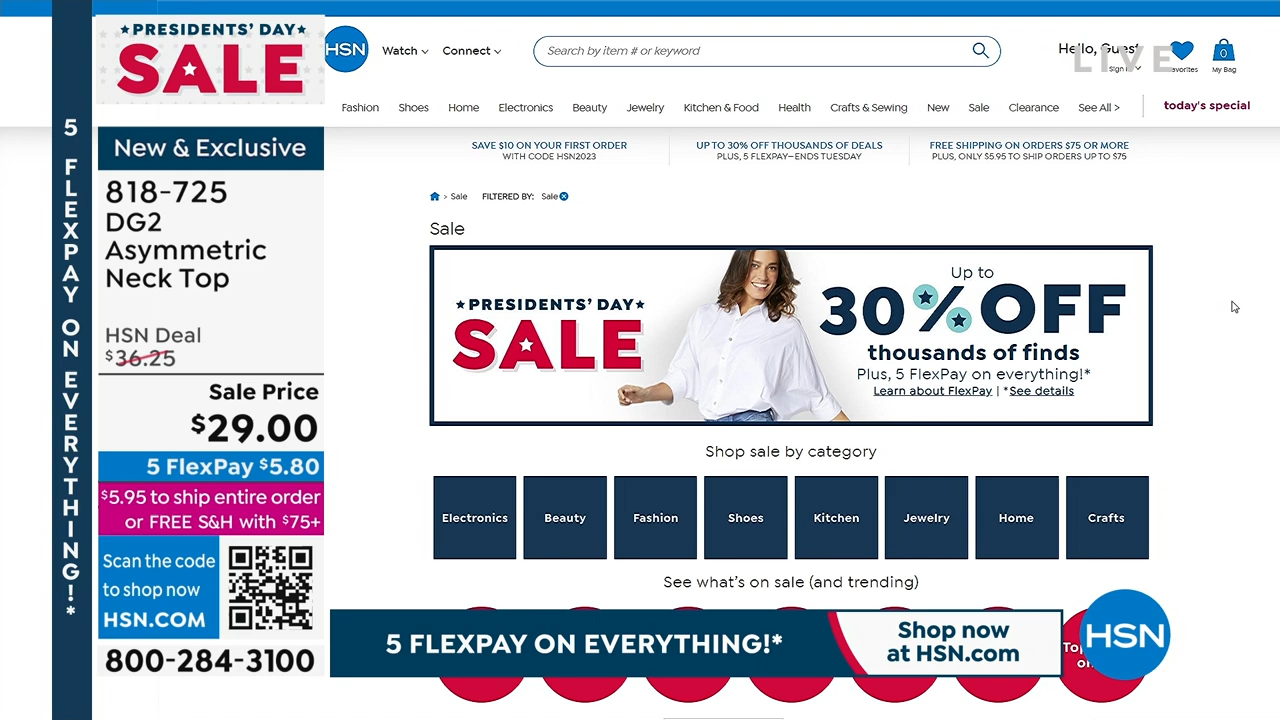 5 FLEXPAY ON EVERYTHING!*
PRESIDENTS' DAY
SALE
New & Exclusive
818-725
DG2
Asymmetric
Neck Top
HSN Deal
$36.25
Sale Price
$29.00
5 FlexPay $5.80
$5.95 to ship entire order
or FREE S&H with $75+
Scan the code
to shop now
HSN.COM
800-284-3100
HSN
Watch
Connect
Search by item # or keyword
Hello, Guest
Sign In
LIVE
Favorites
0
My Bag
Fashion
Shoes
Home
Electronics
Beauty
Jewelry
Kitchen & Food
Health
Crafts & Sewing
New
Sale
Clearance
See All >
today's special
SAVE $10 ON YOUR FIRST ORDER
WITH CODE HSN2023
UP TO 30% OFF THOUSANDS OF DEALS
PLUS, 5 FLEXPAY—ENDS TUESDAY
FREE SHIPPING ON ORDERS $75 OR MORE
PLUS, ONLY $5.95 TO SHIP ORDERS UP TO $75
> Sale
FILTERED BY:
Sale
Sale
PRESIDENTS' DAY
SALE
Up to
30% OFF
thousands of finds
Plus, 5 FlexPay on everything!*
Learn about FlexPay | *See details
Shop sale by category
Electronics
Beauty
Fashion
Shoes
Kitchen
Jewelry
Home
Crafts
See what's on sale (and trending)
5 FLEXPAY ON EVERYTHING!*
Shop now
at HSN.com
HSN